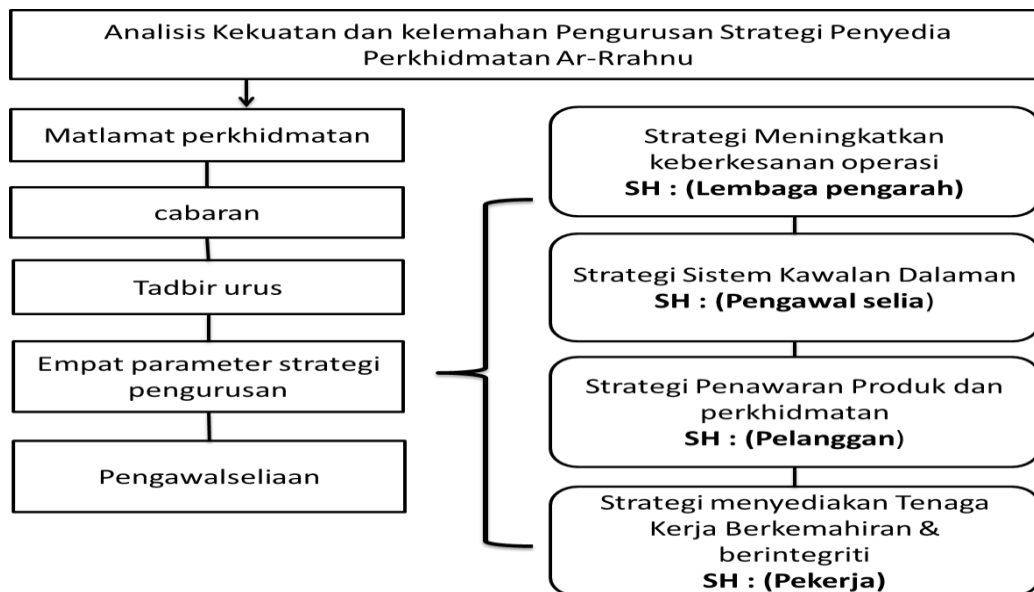 Analisis Kekuatan dan kelemahan Pengurusan Strategi Penyedia
Perkhidmatan Ar-Rrahnu
Matlamat perkhidmatan
cabaran
Tadbir urus
Empat parameter strategi
pengurusan
Pengawalseliaan
Strategi Meningkatkan
keberkesanan operasi
SH : (Lembaga pengarah)
Strategi Sistem Kawalan Dalaman
SH : (Pengawal selia)
Strategi Penawaran Produk dan
perkhidmatan
SH : (Pelanggan)
Strategi menyediakan Tenaga
Kerja Berkemahiran &
berintegriti
SH : (Pekerja)